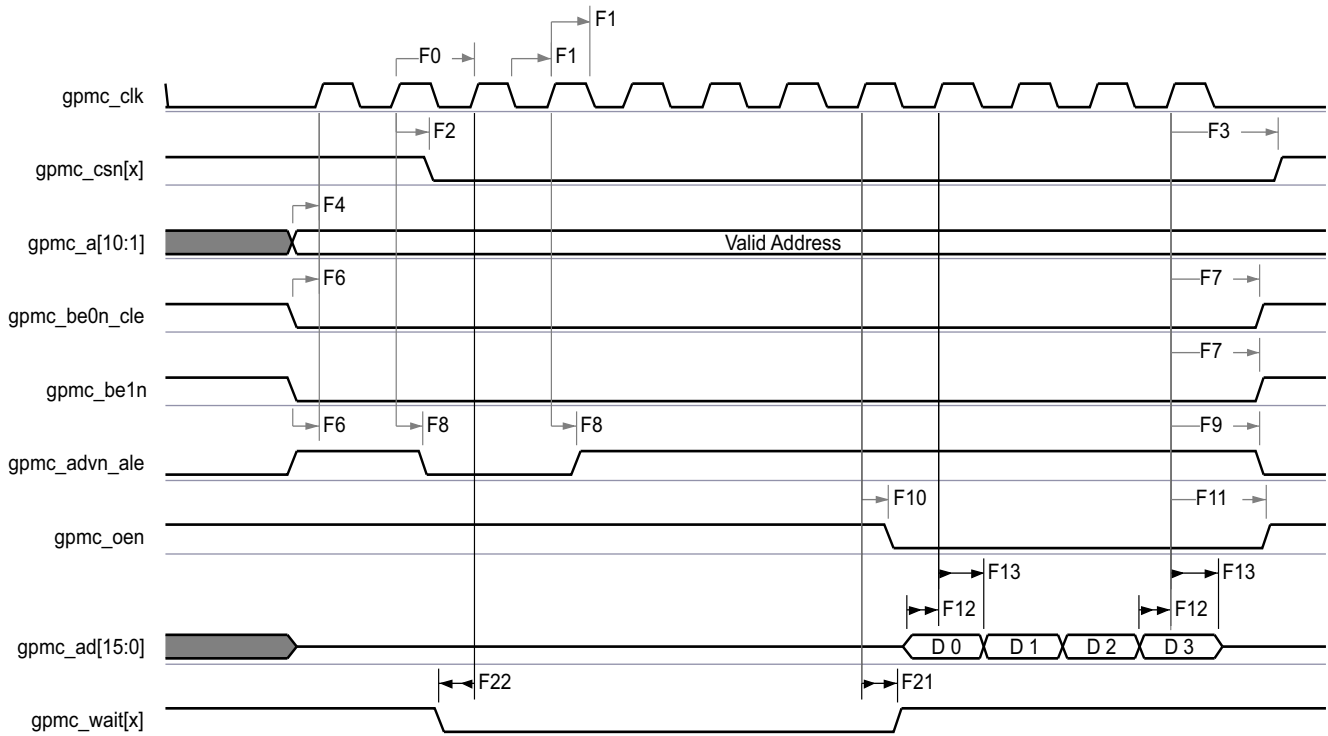 F1
F0 F1
gpmc_clk
F2 F3
gpmc_csn[x]
F4
gpmc_a[10:1] Valid Address
F6 F7
gpmc_be0n_cle
F7
gpmc_be1n
F6 F8 F8 F9
gpmc_advn_ale
F10 F11
gpmc_oen
F13 F13
F12 F12
gpmc_ad[15:0] D 0 D 1 D 2 D 3
F22 F21
gpmc_wait[x]